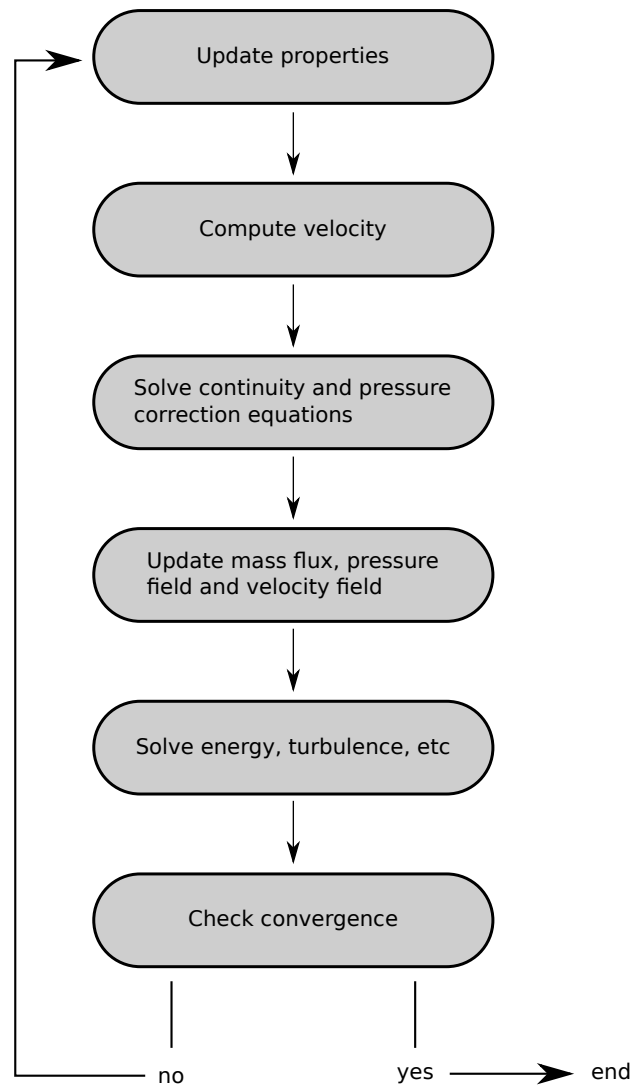 Update properties
Compute velocity
Solve continuity and pressure
correction equations
Update mass flux, pressure
field and velocity field
Solve energy, turbulence, etc
Check convergence
no
yes
end